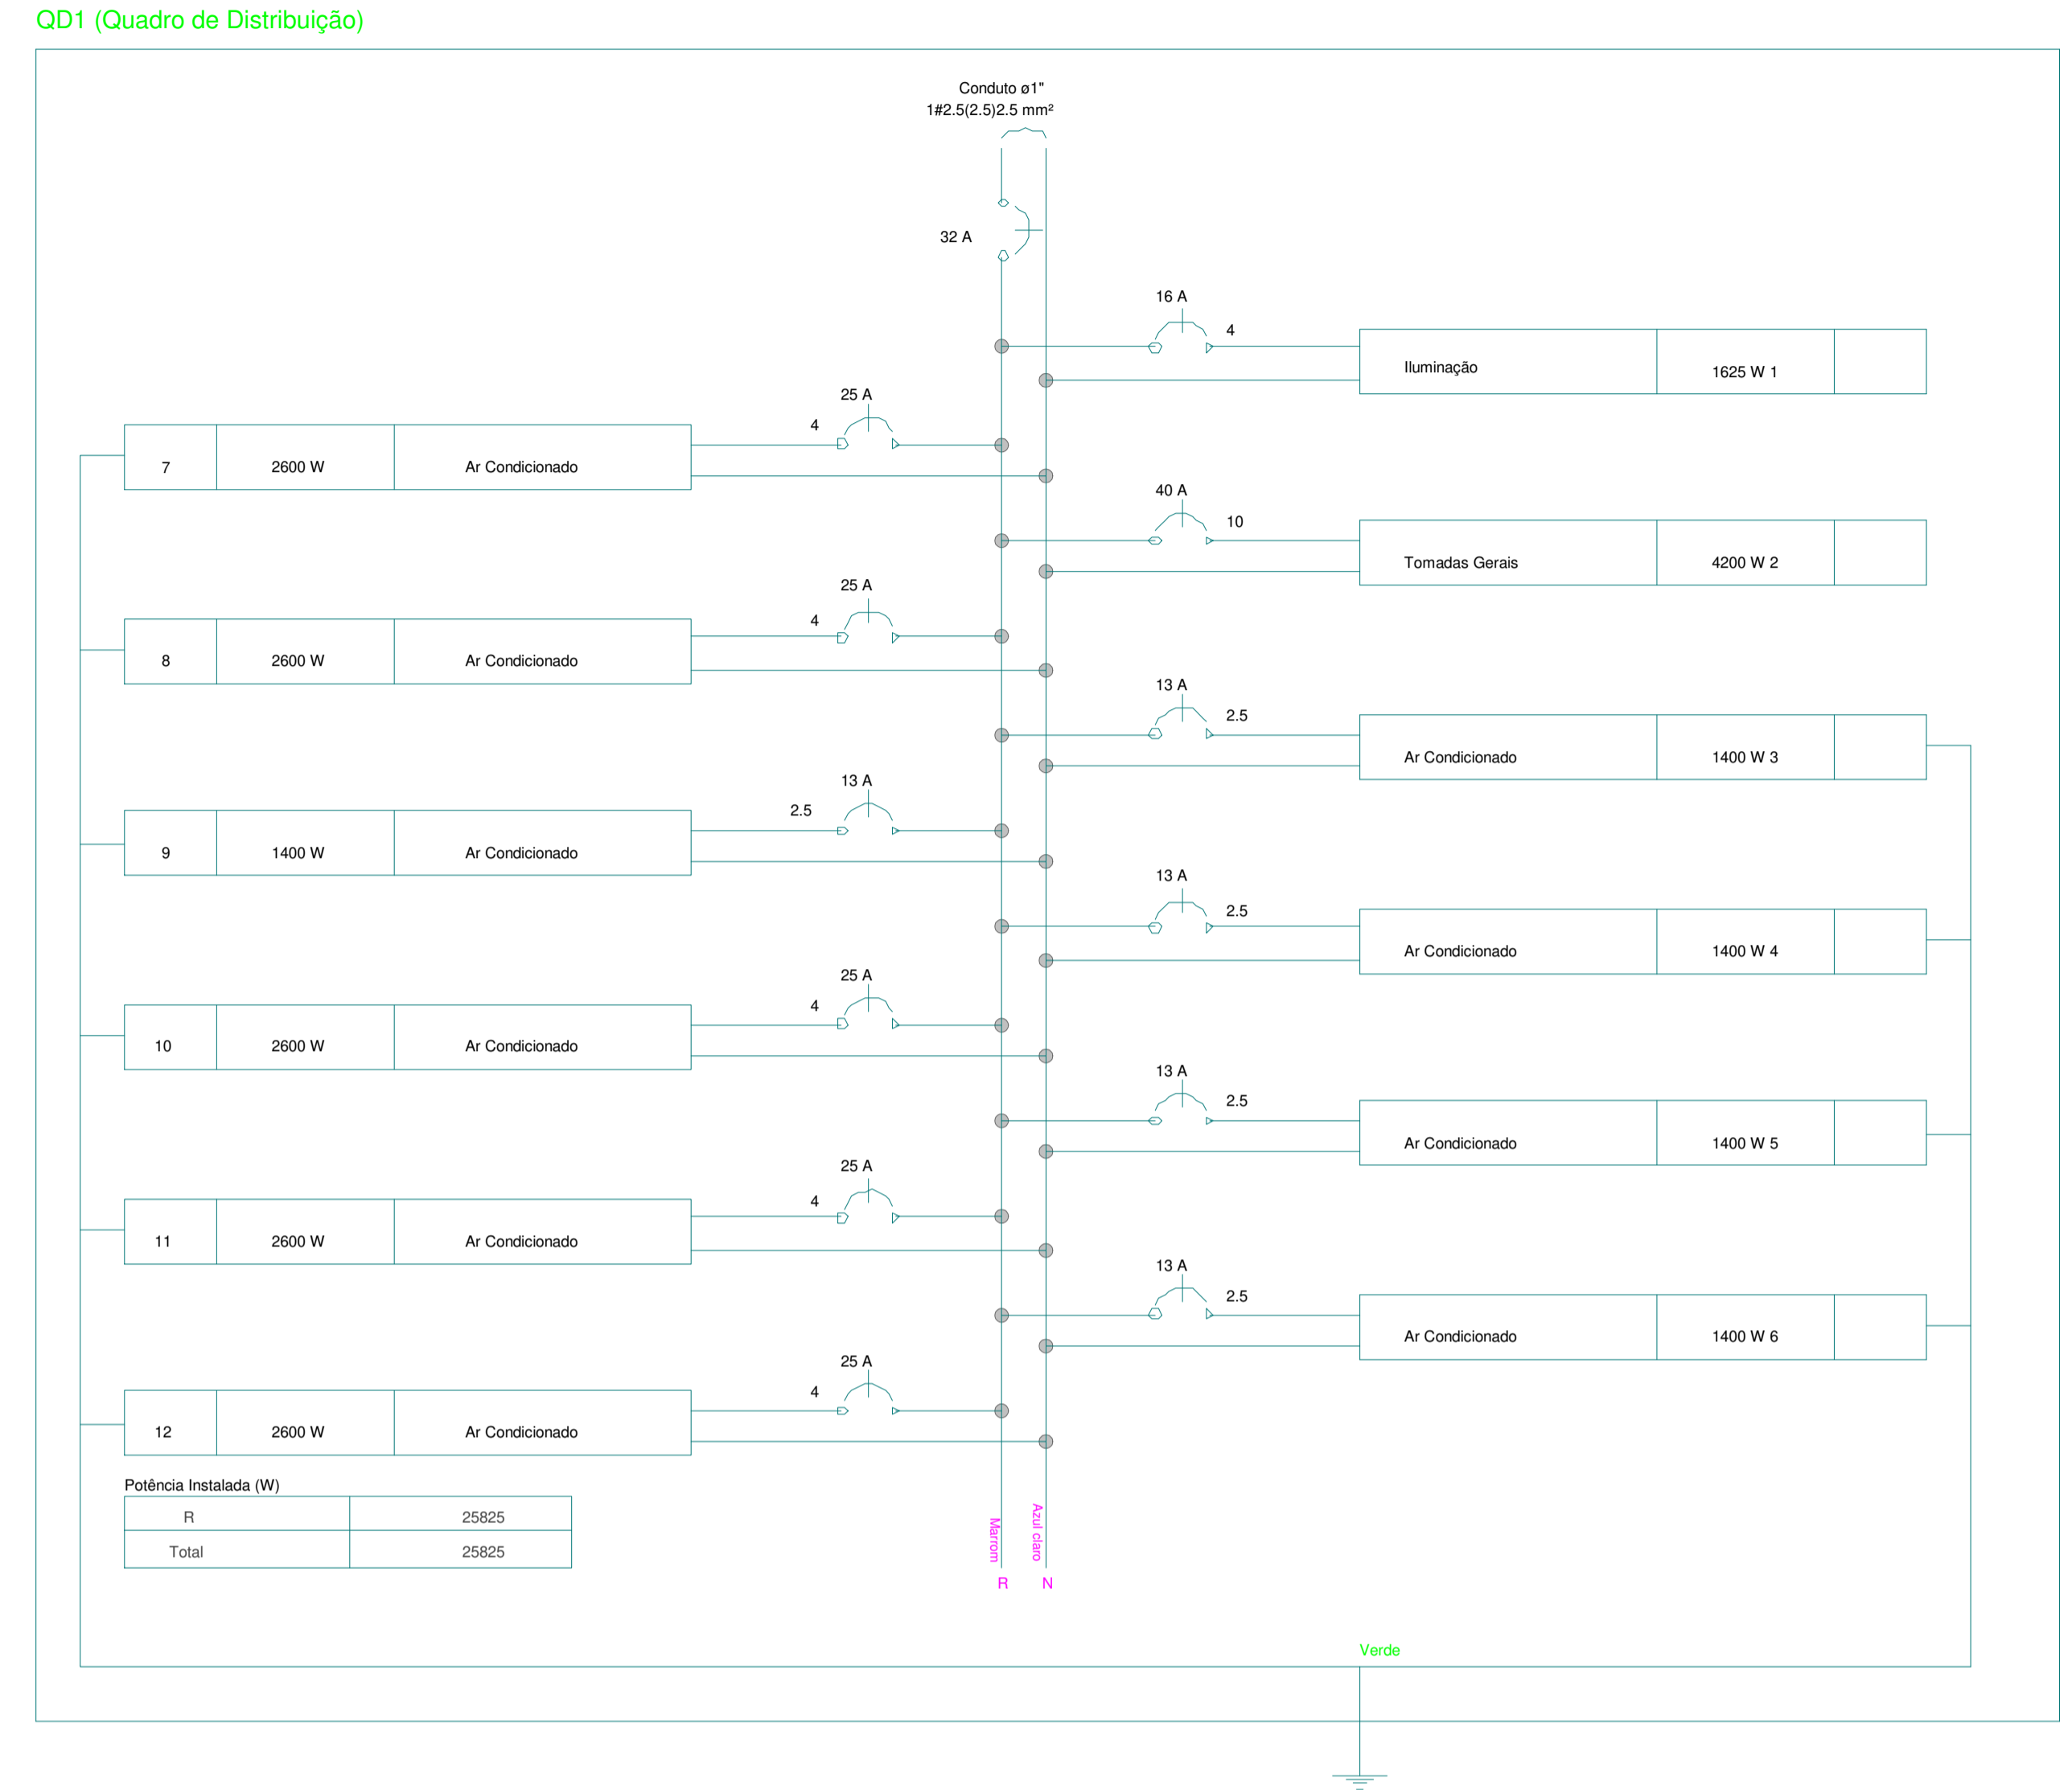 QD1 (Quadro de Distribuição)
Conduto ø1"
1#2.5(2.5)2.5 mm²
32 A
16 A
4
Iluminação 1625 W 1
25 A
4
7 2600 W Ar Condicionado
40 A
10
Tomadas Gerais 4200 W 2
25 A
4
8 2600 W Ar Condicionado
13 A
2.5
Ar Condicionado 1400 W 3
13 A
2.5
9 1400 W Ar Condicionado
13 A
2.5
Ar Condicionado 1400 W 4
25 A
4
10 2600 W Ar Condicionado
13 A
2.5
Ar Condicionado 1400 W 5
25 A
4
11 2600 W Ar Condicionado
13 A
2.5
Ar Condicionado 1400 W 6
25 A
4
12 2600 W Ar Condicionado
Potência Instalada (W)
R 25825
Total 25825
Marrom
Azul claro
R N
Verde